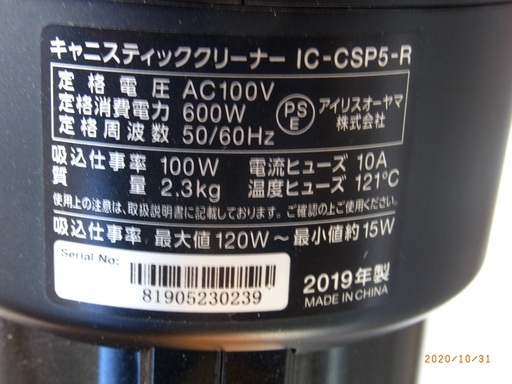 キャニスティッククリーナー IC-CSP5-R
定格電圧 AC100V
定格消費電力 600W
定格周波数 50/60Hz
PSE
アイリスオーヤマ
株式会社
吸込仕事率 100W 電流ヒューズ 10A
質量 2.3kg 温度ヒューズ 121℃
使用上の注意は、取扱説明書に記載しております。ご確認の上ご使用ください。
吸込仕事率 最大値120W～最小値約15W
Serial No:
81905230239
2019年製
MADE IN CHINA
2020/10/31